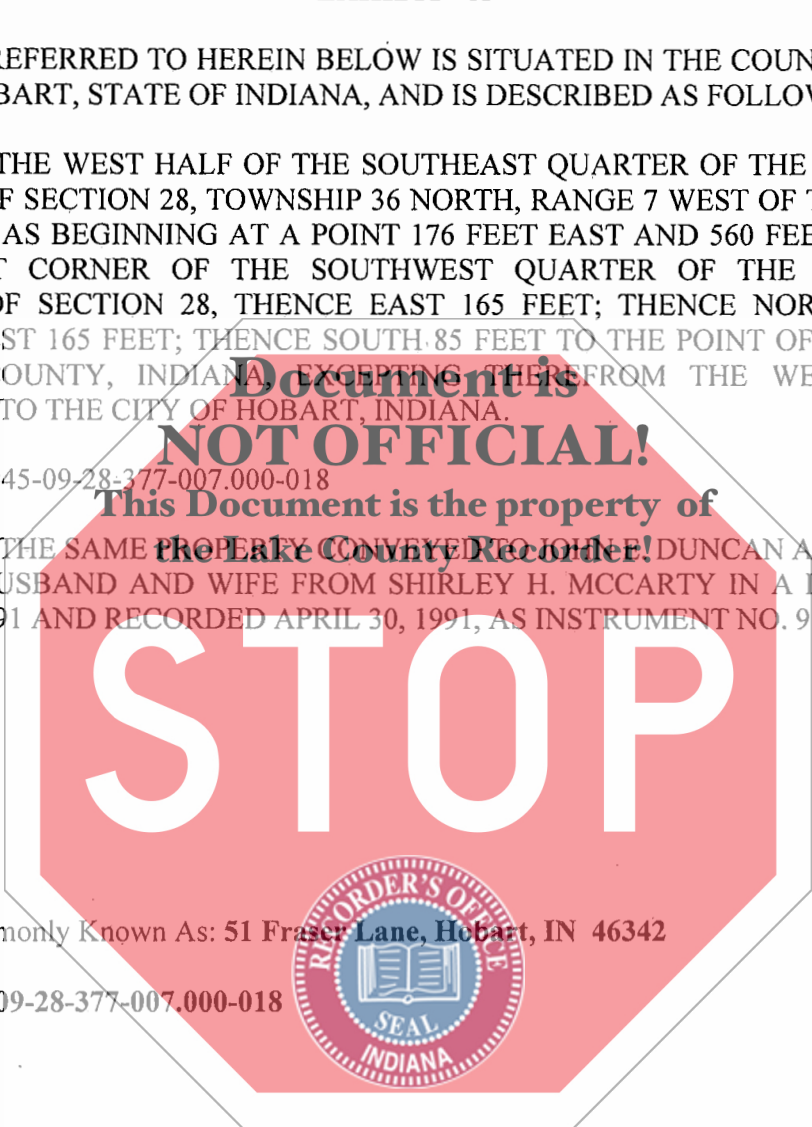 REFERRED TO HEREIN BELOW IS SITUATED IN THE COUN
BART, STATE OF INDIANA, AND IS DESCRIBED AS FOLLOW
THE WEST HALF OF THE SOUTHEAST QUARTER OF THE
F SECTION 28, TOWNSHIP 36 NORTH, RANGE 7 WEST OF T
AS BEGINNING AT A POINT 176 FEET EAST AND 560 FEE
T CORNER OF THE SOUTHWEST QUARTER OF THE
OF SECTION 28, THENCE EAST 165 FEET; THENCE NOR
ST 165 FEET; THENCE SOUTH 85 FEET TO THE POINT OF
OUNTY, INDIANA, EXCEPTING THEREFROM THE WE
Document is
TO THE CITY OF HOBART, INDIANA.
NOT OFFICIAL!
45-09-28-377-007.000-018
This Document is the property of
the Lake County Recorder!
THE SAME PROPERTY CONVEYED TO JOHN E. DUNCAN A
USBAND AND WIFE FROM SHIRLEY H. MCCARTY IN A
91 AND RECORDED APRIL 30, 1991, AS INSTRUMENT NO. 9
STOP
RECORDER'S OFFICE
monly Known As: 51 Fraser Lane, Hobart, IN 46342
09-28-377-007.000-018
SEAL
INDIANA